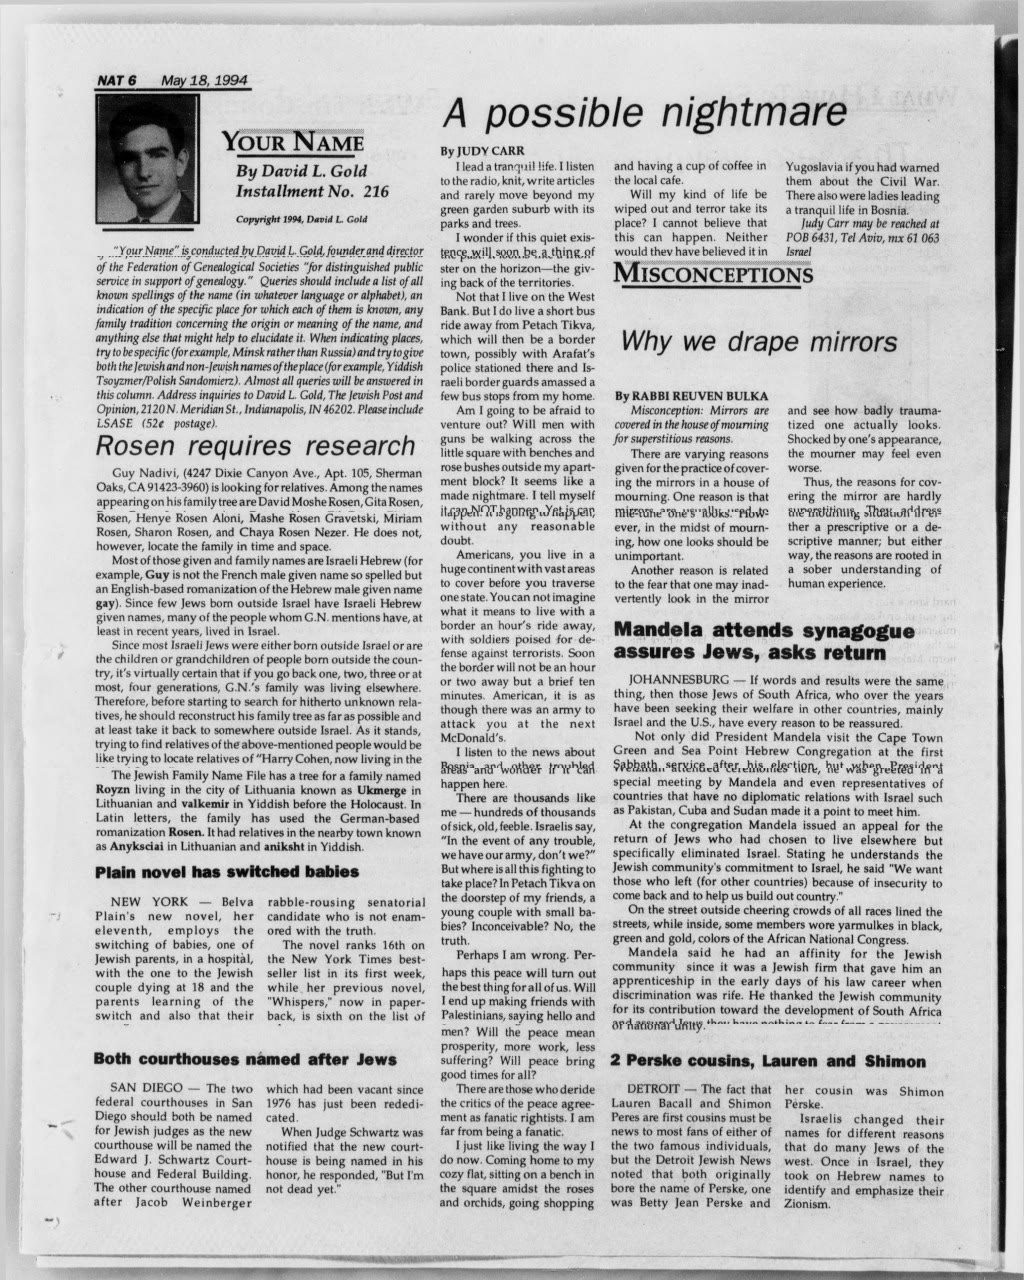 NAT 6 May 18, 1994
YOUR NAME
By David L. Gold
Installment No. 216
Copyright 1994, David L. Gold
"Your Name" is conducted by David L. Gold, founder and director
of the Federation of Genealogical Societies "for distinguished public
service in support of genealogy." Queries should include a list of all
known spellings of the name (in whatever language or alphabet), an
indication of the specific place for which each of them is known, any
family tradition concerning the origin or meaning of the name, and
anything else that might help to elucidate it. When indicating places,
try to be specific (for example, Minsk rather than Russia) and try to give
both the Jewish and non-Jewish names of the place (for example, Yiddish
Tsoyzmer/Polish Sandomierz). Almost all queries will be answered in
this column. Address inquiries to David L. Gold, The Jewish Post and
Opinion, 2120 N. Meridian St., Indianapolis, IN 46202. Please include
LSASE (52¢ postage).
Rosen requires research
Guy Nadivi, (4247 Dixie Canyon Ave., Apt. 105, Sherman
Oaks, CA 91423-3960) is looking for relatives. Among the names
appearing on his family tree are David Moshe Rosen, Gita Rosen,
Rosen, Henye Rosen Aloni, Mashe Rosen Gravetski, Miriam
Rosen, Sharon Rosen, and Chaya Rosen Nezer. He does not,
however, locate the family in time and space.
Most of those given and family names are Israeli Hebrew (for
example, Guy is not the French male given name so spelled but
an English-based romanization of the Hebrew male given name
gay). Since few Jews born outside Israel have Israeli Hebrew
given names, many of the people whom G.N. mentions have, at
least in recent years, lived in Israel.
Since most Israeli Jews were either born outside Israel or are
the children or grandchildren of people born outside the coun-
try, it's virtually certain that if you go back one, two, three or at
most, four generations, G.N.'s family was living elsewhere.
Therefore, before starting to search for hitherto unknown rela-
tives, he should reconstruct his family tree as far as possible and
at least take it back to somewhere outside Israel. As it stands,
trying to find relatives of the above-mentioned people would be
like trying to locate relatives of "Harry Cohen, now living in the
The Jewish Family Name File has a tree for a family named
Royzn living in the city of Lithuania known as Ukmerge in
Lithuanian and valkemir in Yiddish before the Holocaust. In
Latin letters, the family has used the German-based
romanization Rosen. It had relatives in the nearby town known
as Anyksciai in Lithuanian and aniksht in Yiddish.
Plain novel has switched babies
NEW YORK — Belva
Plain's new novel, her
eleventh, employs the
switching of babies, one of
Jewish parents, in a hospital,
with the one to the Jewish
couple dying at 18 and the
parents learning of the
switch and also that their
rabble-rousing senatorial
candidate who is not enam-
ored with the truth.
The novel ranks 16th on
the New York Times best-
seller list in its first week,
while her previous novel,
"Whispers," now in paper-
back, is sixth on the list of
Both courthouses named after Jews
SAN DIEGO — The two
federal courthouses in San
Diego should both be named
for Jewish judges as the new
courthouse will be named the
Edward J. Schwartz Court-
house and Federal Building.
The other courthouse named
after Jacob Weinberger
which had been vacant since
1976 has just been rededi-
cated.
When Judge Schwartz was
notified that the new court-
house is being named in his
honor, he responded, "But I'm
not dead yet."
A possible nightmare
By JUDY CARR
I lead a tranquil life. I listen
to the radio, knit, write articles
and rarely move beyond my
green garden suburb with its
parks and trees.
I wonder if this quiet exis-
tence will soon be a thing of
ster on the horizon—the giv-
ing back of the territories.
Not that I live on the West
Bank. But I do live a short bus
ride away from Petach Tikva,
which will then be a border
town, possibly with Arafat's
police stationed there and Is-
raeli border guards amassed a
few bus stops from my home.
Am I going to be afraid to
venture out? Will men with
guns be walking across the
little square with benches and
rose bushes outside my apart-
ment block? It seems like a
made nightmare. I tell myself
it can NOT happen. Yet is can
without any reasonable
doubt.
Americans, you live in a
huge continent with vast areas
to cover before you traverse
one state. You can not imagine
what it means to live with a
border an hour's ride away,
with soldiers poised for de-
fense against terrorists. Soon
the border will not be an hour
or two away but a brief ten
minutes. American, it is as
though there was an army to
attack you at the next
McDonald's.
I listen to the news about
Bosnia and other troubled
areas and wonder if it can
happen here.
There are thousands like
me — hundreds of thousands
of sick, old, feeble. Israelis say,
"In the event of any trouble,
we have our army, don't we?"
But where is all this fighting to
take place? In Petach Tikva on
the doorstep of my friends, a
young couple with small ba-
bies? Inconceivable? No, the
truth.
Perhaps I am wrong. Per-
haps this peace will turn out
the best thing for all of us. Will
I end up making friends with
Palestinians, saying hello and
men? Will the peace mean
prosperity, more work, less
suffering? Will peace bring
good times for all?
There are those who deride
the critics of the peace agree-
ment as fanatic rightists. I am
far from being a fanatic.
I just like living the way I
do now. Coming home to my
cozy flat, sitting on a bench in
the square amidst the roses
and orchids, going shopping
and having a cup of coffee in
the local cafe.
Will my kind of life be
wiped out and terror take its
place? I cannot believe that
this can happen. Neither
would they have believed it in
Yugoslavia if you had warned
them about the Civil War.
There also were ladies leading
a tranquil life in Bosnia.
Judy Carr may be reached at
POB 6431, Tel Aviv, mx 61 063
Israel
MISCONCEPTIONS
Why we drape mirrors
By RABBI REUVEN BULKA
Misconception: Mirrors are
covered in the house of mourning
for superstitious reasons.
There are varying reasons
given for the practice of cover-
ing the mirrors in a house of
mourning. One reason is that
ever, in the midst of mourn-
ing, how one looks should be
unimportant.
Another reason is related
to the fear that one may inad-
vertently look in the mirror
and see how badly trauma-
tized one actually looks.
Shocked by one's appearance,
the mourner may feel even
worse.
Thus, the reasons for cov-
ering the mirror are hardly
ther a prescriptive or a de-
scriptive manner; but either
way, the reasons are rooted in
a sober understanding of
human experience.
Mandela attends synagogue
assures Jews, asks return
JOHANNESBURG — If words and results were the same
thing, then those Jews of South Africa, who over the years
have been seeking their welfare in other countries, mainly
Israel and the U.S., have every reason to be reassured.
Not only did President Mandela visit the Cape Town
Green and Sea Point Hebrew Congregation at the first
Sabbath service after his election, but when President
special meeting by Mandela and even representatives of
countries that have no diplomatic relations with Israel such
as Pakistan, Cuba and Sudan made it a point to meet him.
At the congregation Mandela issued an appeal for the
return of Jews who had chosen to live elsewhere but
specifically eliminated Israel. Stating he understands the
Jewish community's commitment to Israel, he said "We want
those who left (for other countries) because of insecurity to
come back and to help us build out country."
On the street outside cheering crowds of all races lined the
streets, while inside, some members wore yarmulkes in black,
green and gold, colors of the African National Congress.
Mandela said he had an affinity for the Jewish
community since it was a Jewish firm that gave him an
apprenticeship in the early days of his law career when
discrimination was rife. He thanked the Jewish community
for its contribution toward the development of South Africa
of national unity.
2 Perske cousins, Lauren and Shimon
DETROIT — The fact that
Lauren Bacall and Shimon
Peres are first cousins must be
news to most fans of either of
the two famous individuals,
but the Detroit Jewish News
noted that both originally
bore the name of Perske, one
was Betty Jean Perske and
her cousin was Shimon
Perske.
Israelis changed their
names for different reasons
that do many Jews of the
west. Once in Israel, they
took on Hebrew names to
identify and emphasize their
Zionism.